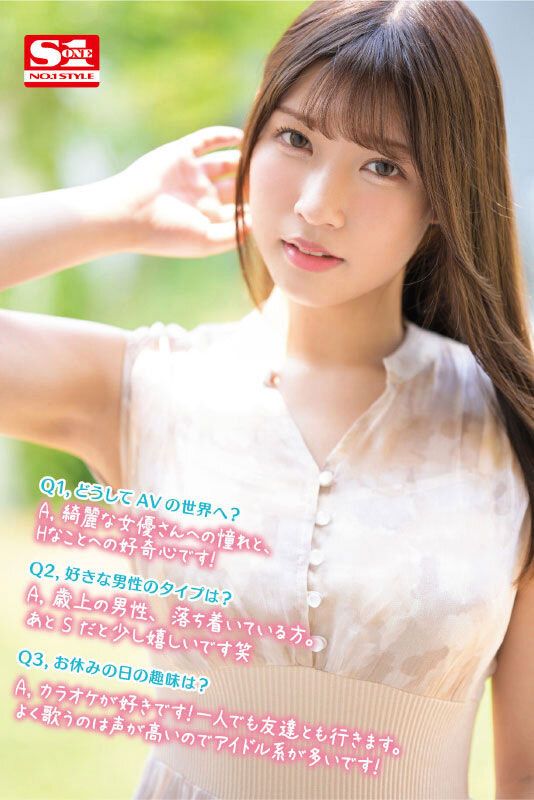 S1
ONE
NO.1 STYLE
Q1, どうしてAVの世界へ?
A, 綺麗な女優さんへの憧れと、
Hなことへの好奇心です!
Q2, 好きな男性のタイプは?
A, 歳上の男性、落ち着いている方。
あとSだと少し嬉しいです笑
Q3, お休みの日の趣味は?
A, カラオケが好きです!一人でも友達とも行きます。
よく歌うのは声が高いのでアイドル系が多いです!